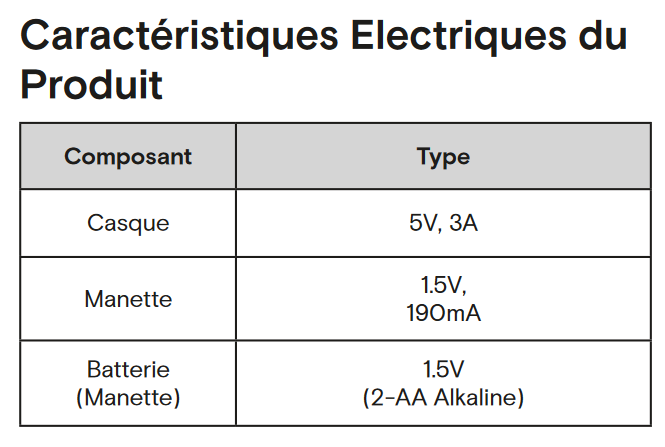 Caractéristiques Electriques du
Produit
Composant Type
Casque 5V, 3A
Manette 1.5V,
190mA
Batterie
(Manette) 1.5V
(2-AA Alkaline)